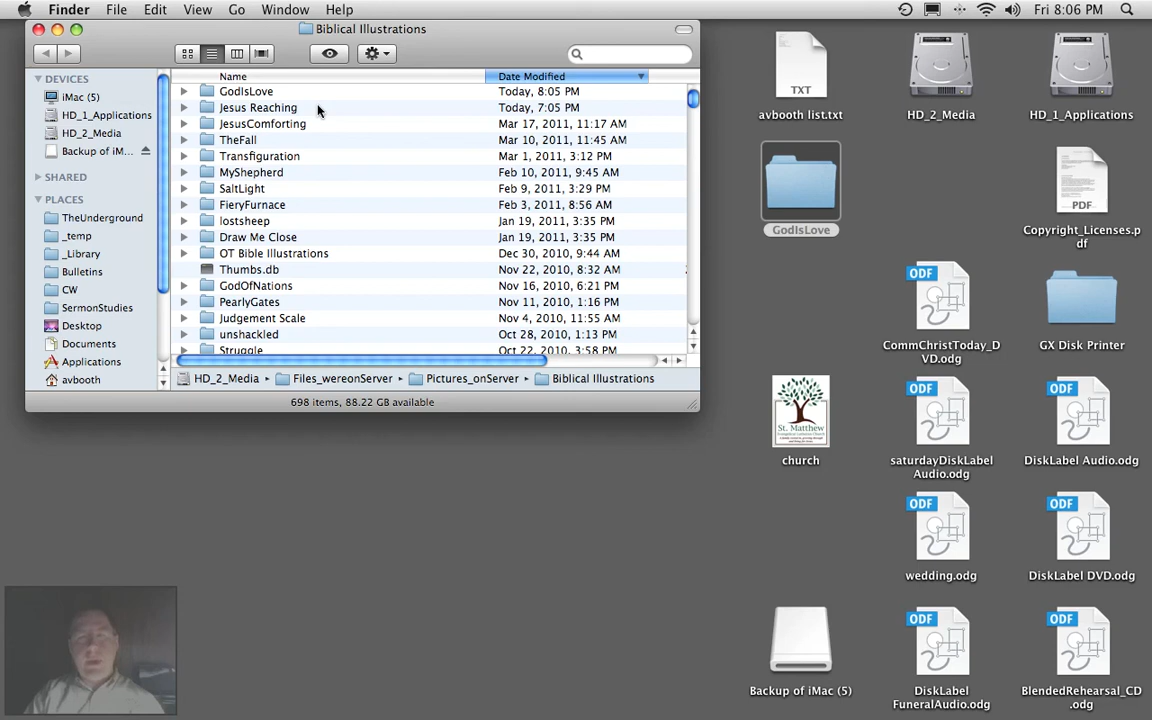 Finder File Edit View Go Window Help Fri 8:06 PM
Biblical Illustrations
DEVICES
iMac (5)
HD_1_Applications
HD_2_Media
Backup of iM...
SHARED
PLACES
TheUnderground
_temp
_Library
Bulletins
CW
SermonStudies
Desktop
Documents
Applications
avbooth
Name Date Modified
GodIsLove Today, 8:05 PM
Jesus Reaching Today, 7:05 PM
JesusComforting Mar 17, 2011, 11:17 AM
TheFall Mar 10, 2011, 11:45 AM
Transfiguration Mar 1, 2011, 3:12 PM
MyShepherd Feb 10, 2011, 9:45 AM
SaltLight Feb 9, 2011, 3:29 PM
FieryFurnace Feb 3, 2011, 8:56 AM
lostsheep Jan 19, 2011, 3:35 PM
Draw Me Close Jan 19, 2011, 3:35 PM
OT Bible Illustrations Dec 30, 2010, 9:44 AM
Thumbs.db Nov 22, 2010, 8:32 AM
GodOfNations Nov 16, 2010, 6:21 PM
PearlyGates Nov 11, 2010, 1:16 PM
Judgement Scale Nov 4, 2010, 11:55 AM
unshackled Oct 28, 2010, 1:13 PM
Struggle Oct 22, 2010, 3:58 PM
HD_2_Media Files_wereonServer Pictures_onServer Biblical Illustrations
698 items, 88.22 GB available
TXT
avbooth list.txt
HD_2_Media
HD_1_Applications
GodIsLove
PDF
Copyright_Licenses.p
df
ODF
CommChristToday_D
VD.odg
GX Disk Printer
St. Matthew
church
ODF
saturdayDiskLabel
Audio.odg
ODF
DiskLabel Audio.odg
ODF
wedding.odg
ODF
DiskLabel DVD.odg
Backup of iMac (5)
ODF
DiskLabel
FuneralAudio.odg
ODF
BlendedRehearsal_CD
.odg